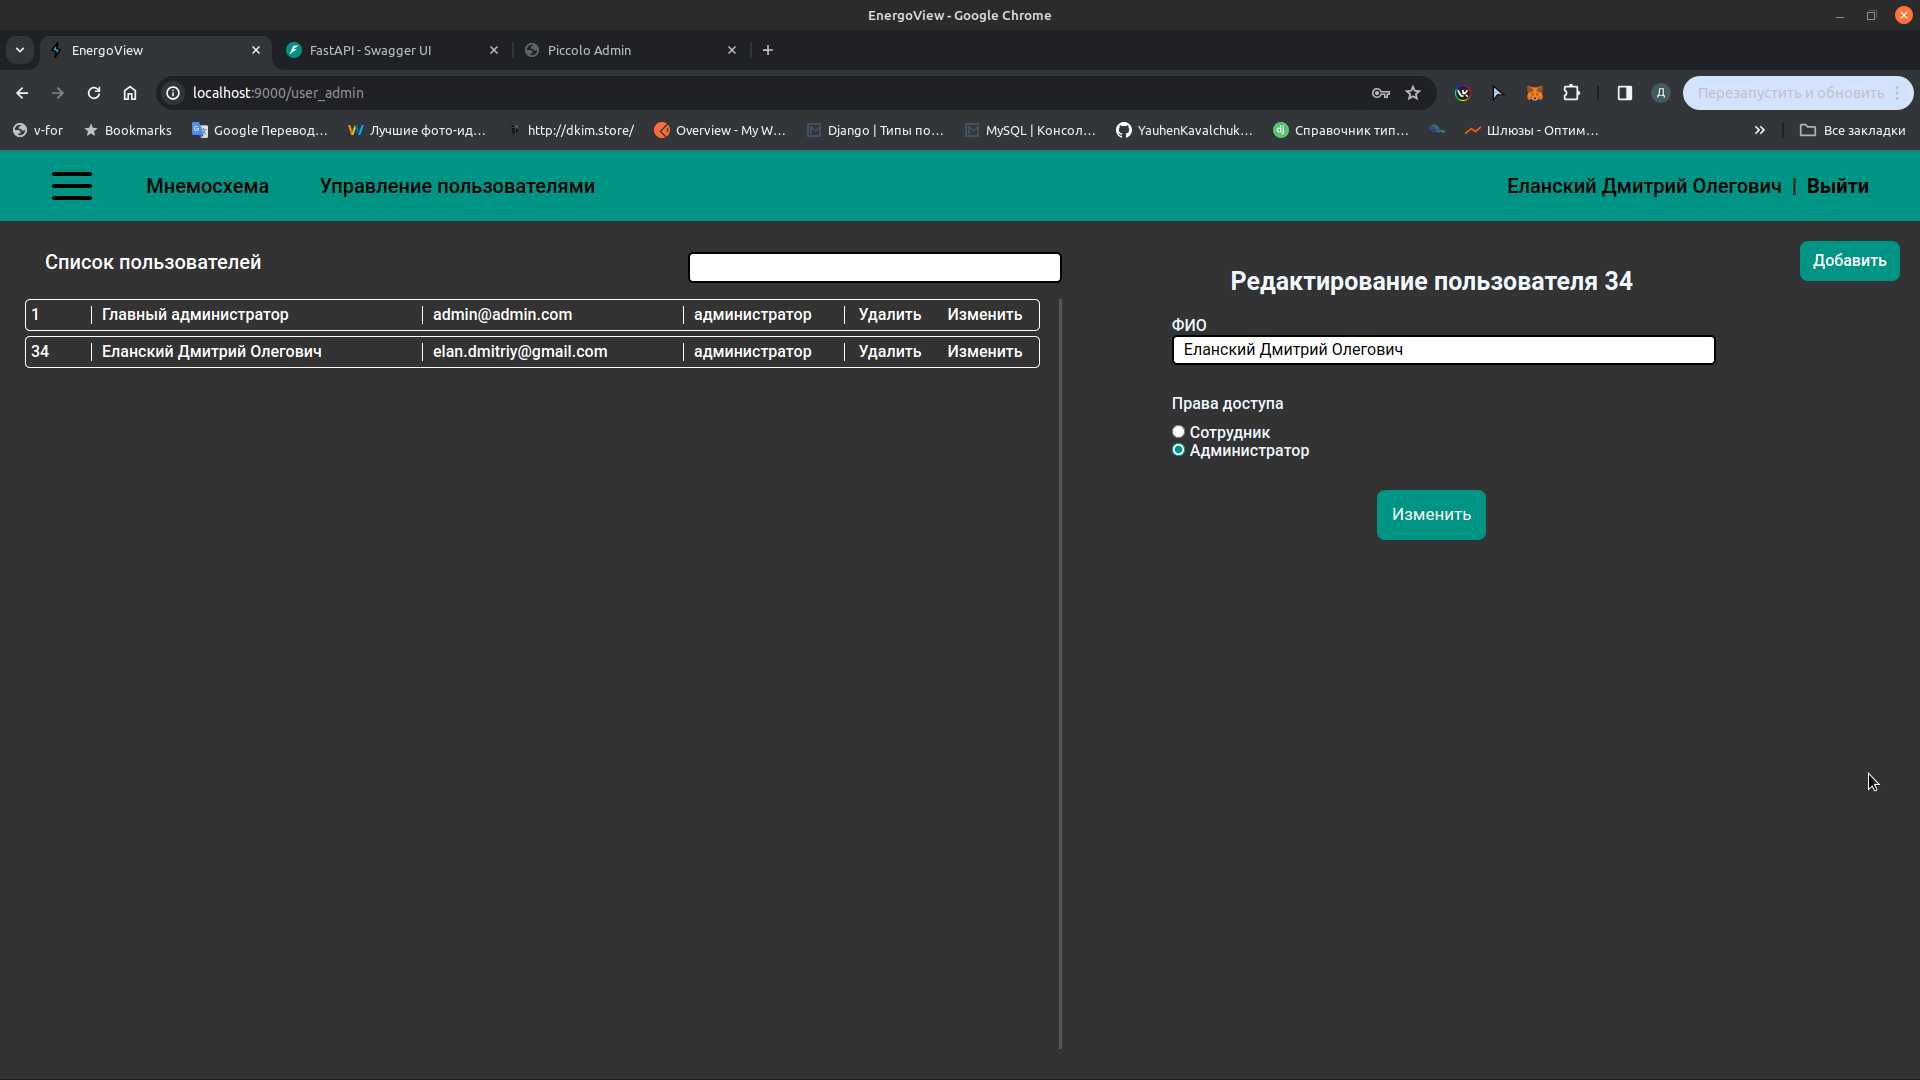 EnergoView - Google Chrome
EnergoView
FastAPI - Swagger UI
Piccolo Admin
localhost:9000/user_admin
Д
Перезапустить и обновить
v-for
Bookmarks
Google Перевод…
Лучшие фото-ид…
http://dkim.store/
Overview - My W…
Django | Типы по…
MySQL | Консол…
YauhenKavalchuk…
Справочник тип…
Шлюзы - Оптим…
Все закладки
Мнемосхема
Управление пользователями
Еланский Дмитрий Олегович | Выйти
Список пользователей
1 | Главный администратор | admin@admin.com | администратор | Удалить Изменить
34 | Еланский Дмитрий Олегович | elan.dmitriy@gmail.com | администратор | Удалить Изменить
Добавить
Редактирование пользователя 34
ФИО
Еланский Дмитрий Олегович
Права доступа
Сотрудник
Администратор
Изменить